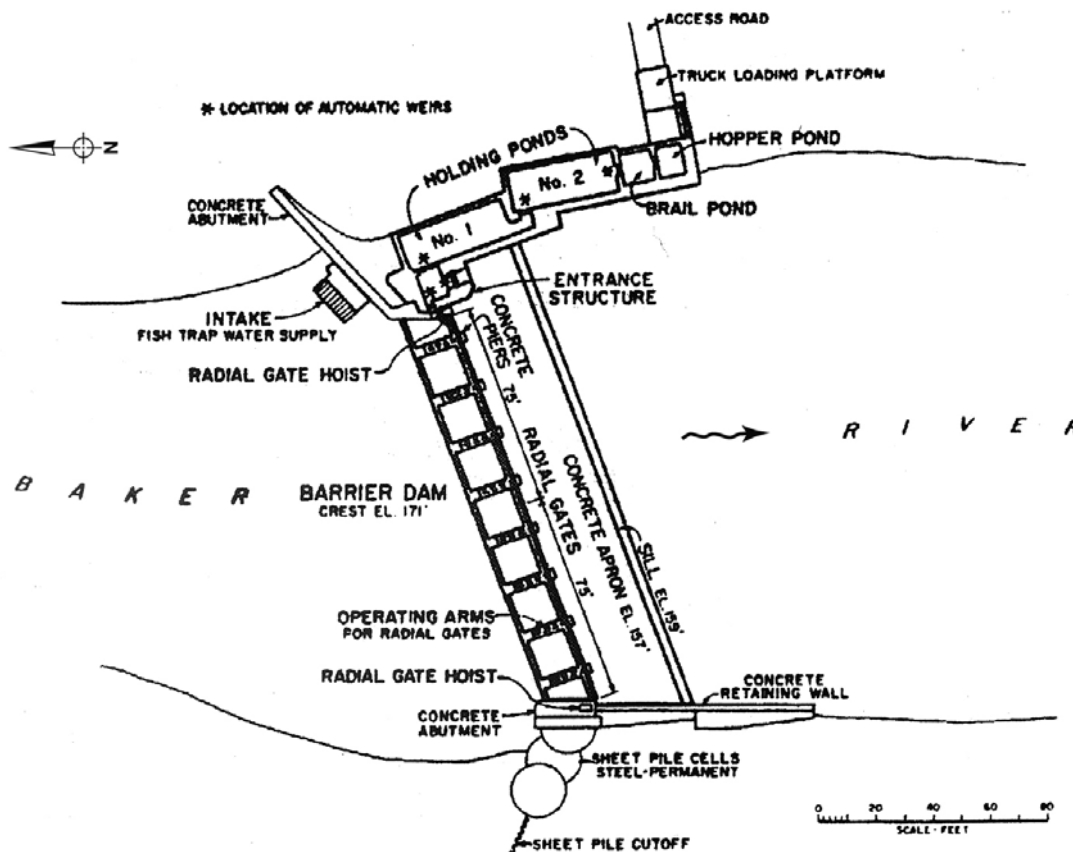 ACCESS ROAD
TRUCK LOADING PLATFORM
* LOCATION OF AUTOMATIC WEIRS
N
HOLDING PONDS
HOPPER POND
No. 2
BRAIL POND
CONCRETE
ABUTMENT
No. 1
ENTRANCE
STRUCTURE
INTAKE
FISH TRAP WATER SUPPLY
RADIAL GATE HOIST
CONCRETE
PIERS 75'
RADIAL GATES 75'
CONCRETE APRON EL. 157'
SILL EL. 159'
BAKER
RIVER
BARRIER DAM
CREST EL. 171'
OPERATING ARMS
FOR RADIAL GATES
RADIAL GATE HOIST
CONCRETE
RETAINING WALL
CONCRETE
ABUTMENT
SHEET PILE CELLS
STEEL-PERMANENT
SHEET PILE CUTOFF
0 20 40 60 80
SCALE - FEET